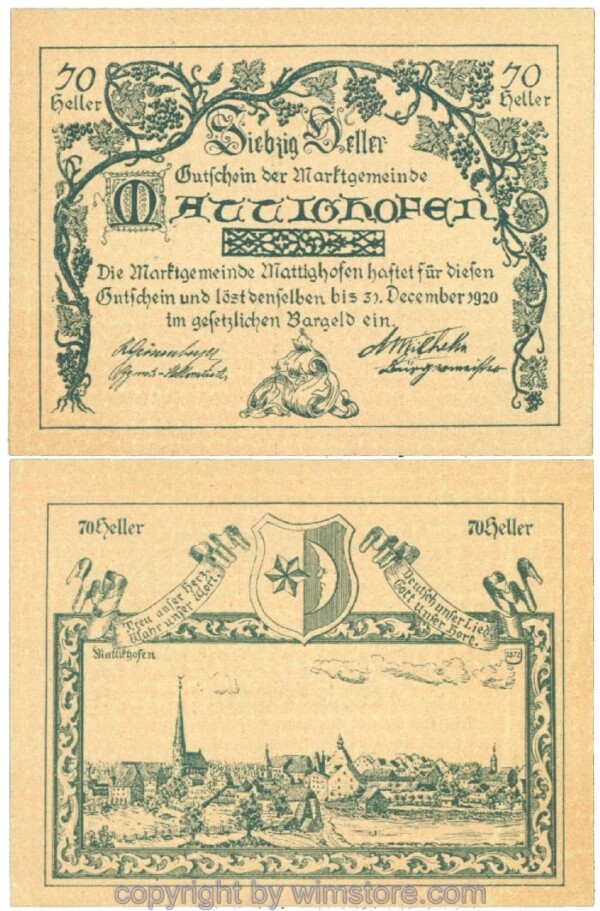 70
Heller
70
Heller
Siebzig Heller
Gutschein der Marktgemeinde
MATTIGHOFEN
Die Marktgemeinde Mattighofen haftet für diesen
Gutschein und löst denselben bis 31. December 1920
im gesetzlichen Bargeld ein.
Bürgermeister
70 Heller
70 Heller
Treu unser Herz,
Wahr unser Wort,
Deutsch unser Lied
Gott unser Hort.
Mattikhofen
copyright by wimstore.com